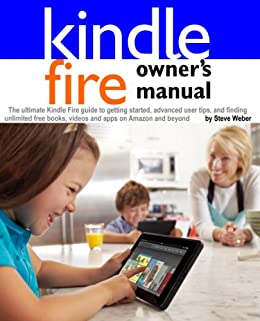 kindle
fire owner's
manual
The ultimate Kindle Fire guide to getting started, advanced user tips, and finding
unlimited free books, videos and apps on Amazon and beyond by Steve Weber